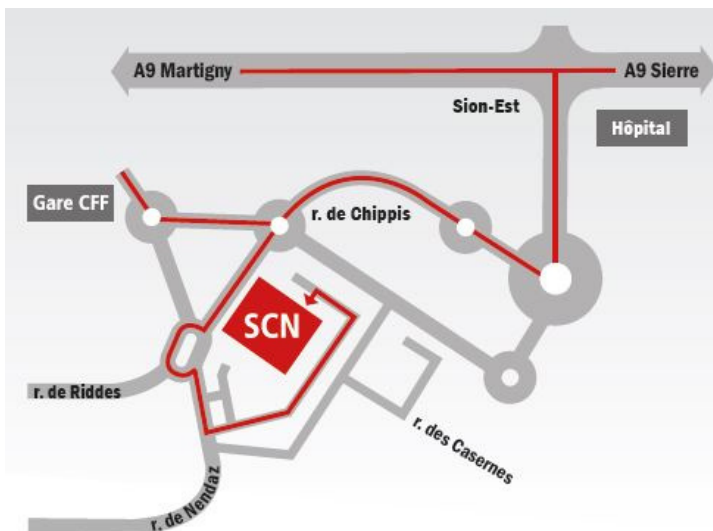 A9 Martigny
A9 Sierre
Sion-Est
Hôpital
Gare CFF
r. de Chippis
SCN
r. de Riddes
r. des Casernes
r. de Nendaz